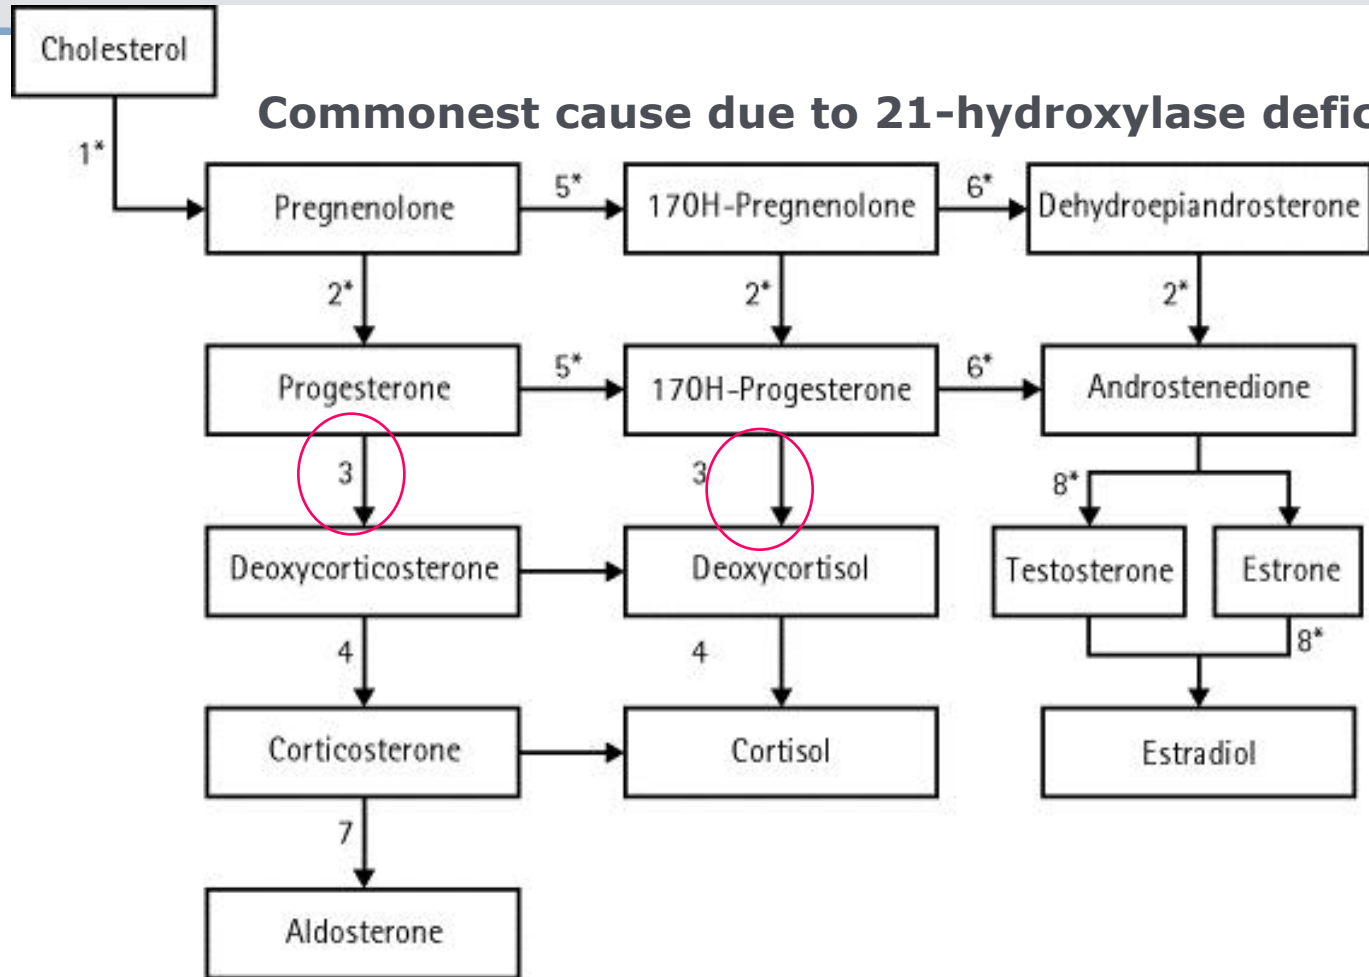 Cholesterol
Commonest cause due to 21-hydroxylase defic
1*
Pregnenolone
5*
17OH-Pregnenolone
6*
Dehydroepiandrosterone
2*
2*
2*
Progesterone
5*
17OH-Progesterone
6*
Androstenedione
3
3
8*
Deoxycorticosterone
Deoxycortisol
Testosterone
Estrone
4
4
8*
Corticosterone
Cortisol
Estradiol
7
Aldosterone